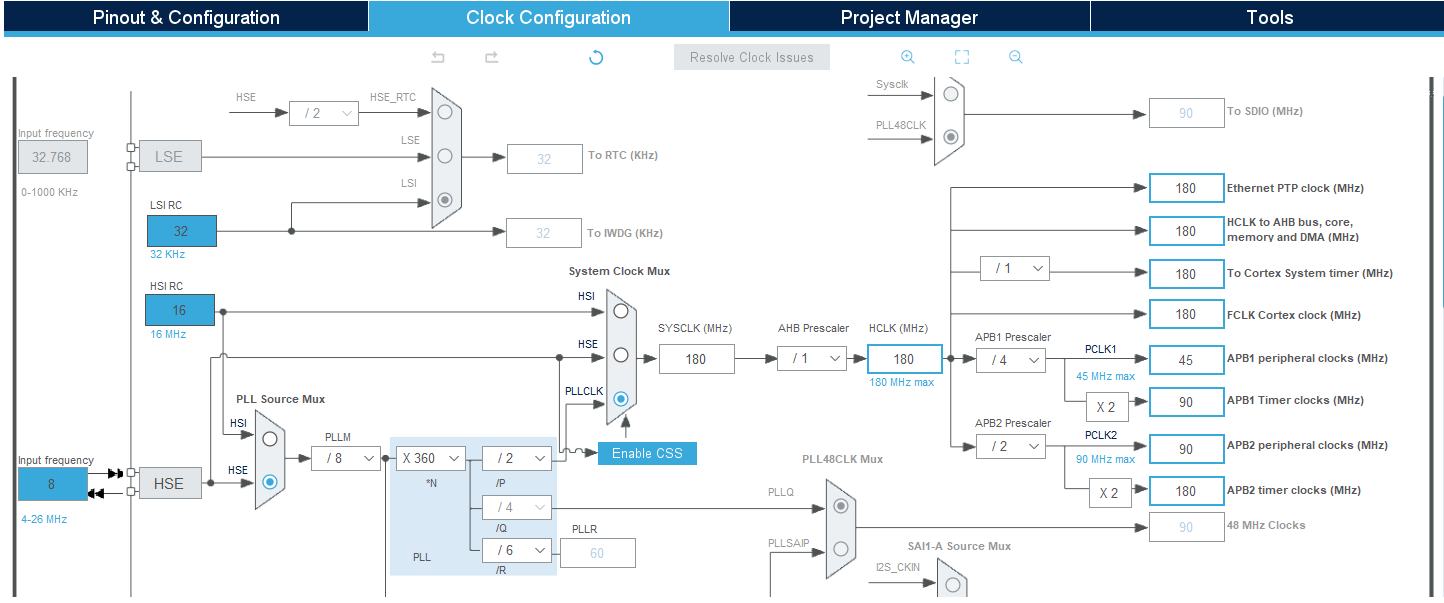 Pinout & Configuration
Clock Configuration
Project Manager
Tools
Resolve Clock Issues
HSE
/ 2
HSE_RTC
LSE
LSI
Input frequency
32.768
0-1000 KHz
LSE
32
To RTC (KHz)
LSI RC
32
32 KHz
32
To IWDG (KHz)
HSI RC
16
16 MHz
System Clock Mux
HSI
HSE
PLLCLK
SYSCLK (MHz)
180
AHB Prescaler
/ 1
HCLK (MHz)
180
180 MHz max
Enable CSS
PLL Source Mux
HSI
HSE
Input frequency
8
4-26 MHz
HSE
PLLM
/ 8
X 360
*N
/ 2
/P
/ 4
/Q
/ 6
/R
PLL
PLLR
60
Sysclk
PLL48CLK
90
To SDIO (MHz)
180
Ethernet PTP clock (MHz)
180
HCLK to AHB bus, core,
memory and DMA (MHz)
/ 1
180
To Cortex System timer (MHz)
180
FCLK Cortex clock (MHz)
APB1 Prescaler
/ 4
PCLK1
45 MHz max
45
APB1 peripheral clocks (MHz)
X 2
90
APB1 Timer clocks (MHz)
APB2 Prescaler
/ 2
PCLK2
90 MHz max
90
APB2 peripheral clocks (MHz)
X 2
180
APB2 timer clocks (MHz)
PLL48CLK Mux
PLLQ
PLLSAIP
90
48 MHz Clocks
SAI1-A Source Mux
I2S_CKIN